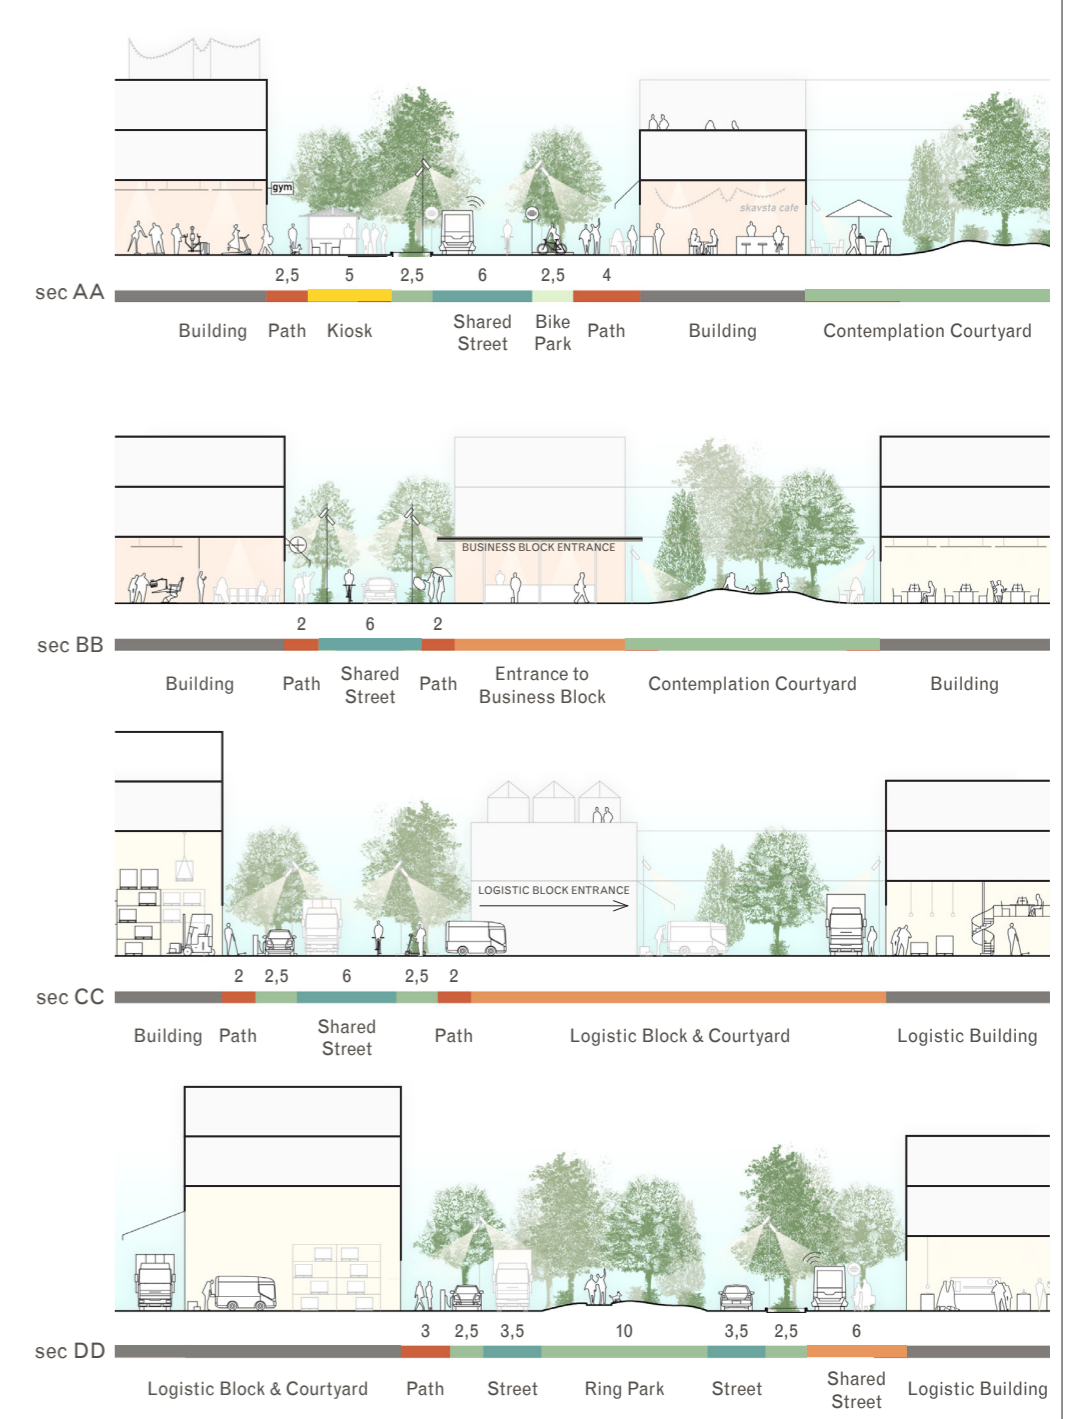 gym
skavsta cafe
2,5 5 2,5 6 2,5 4
sec AA
Building Path Kiosk Shared Street Bike Park Path Building Contemplation Courtyard
BUSINESS BLOCK ENTRANCE
2 6 2
sec BB
Building Path Shared Street Path Entrance to Business Block Contemplation Courtyard Building
LOGISTIC BLOCK ENTRANCE
2 2,5 6 2,5 2
sec CC
Building Path Shared Street Path Logistic Block & Courtyard Logistic Building
3 2,5 3,5 10 3,5 2,5 6
sec DD
Logistic Block & Courtyard Path Street Ring Park Street Shared Street Logistic Building